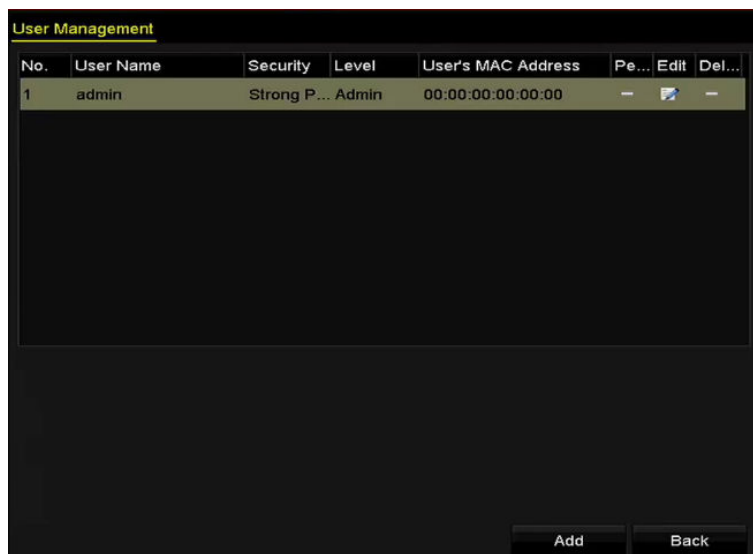 User Management
No. User Name Security Level User's MAC Address Pe... Edit Del...
1 admin Strong P... Admin 00:00:00:00:00:00 — —
Add Back